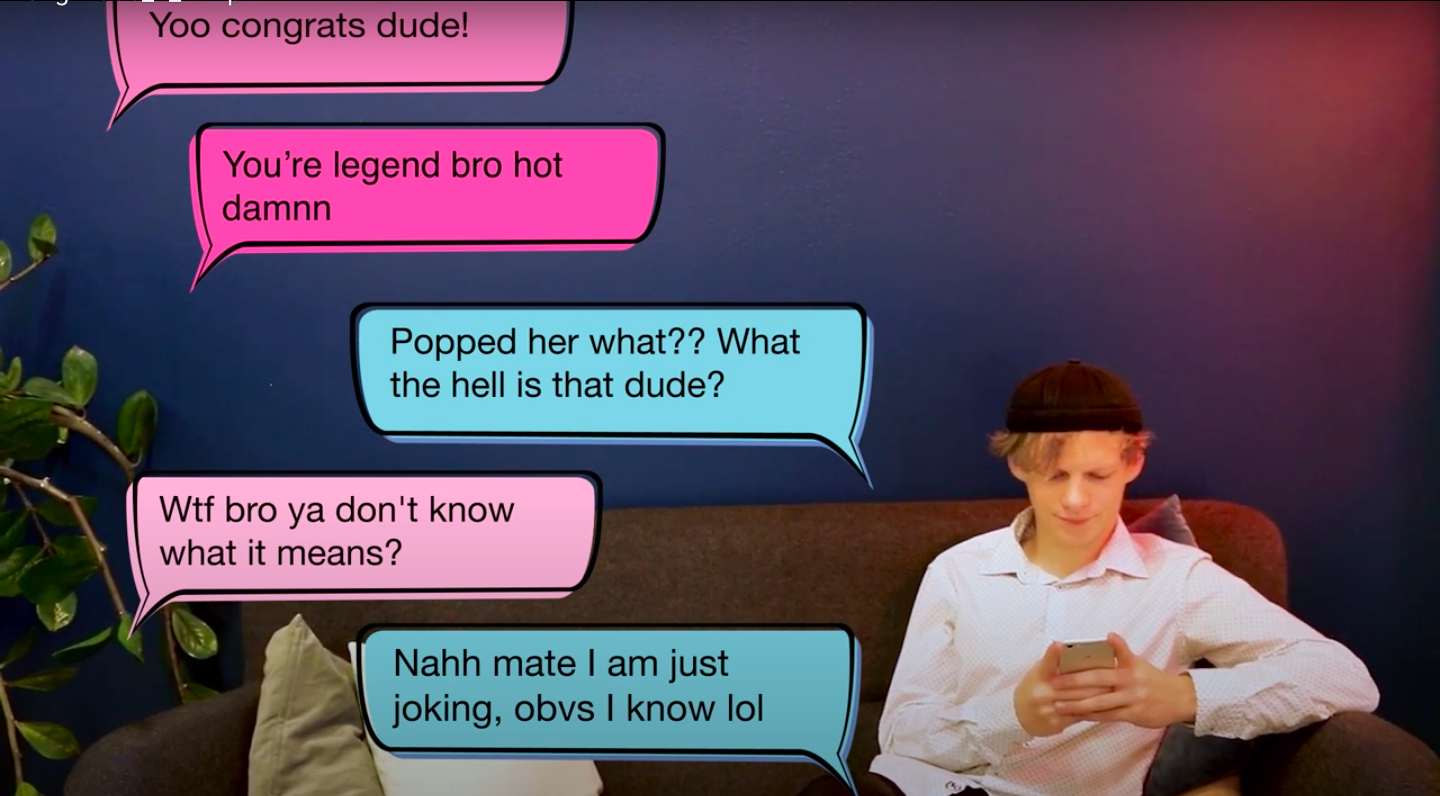 Yoo congrats dude!
You’re legend bro hot
damnn
Popped her what?? What
the hell is that dude?
Wtf bro ya don't know
what it means?
Nahh mate I am just
joking, obvs I know lol